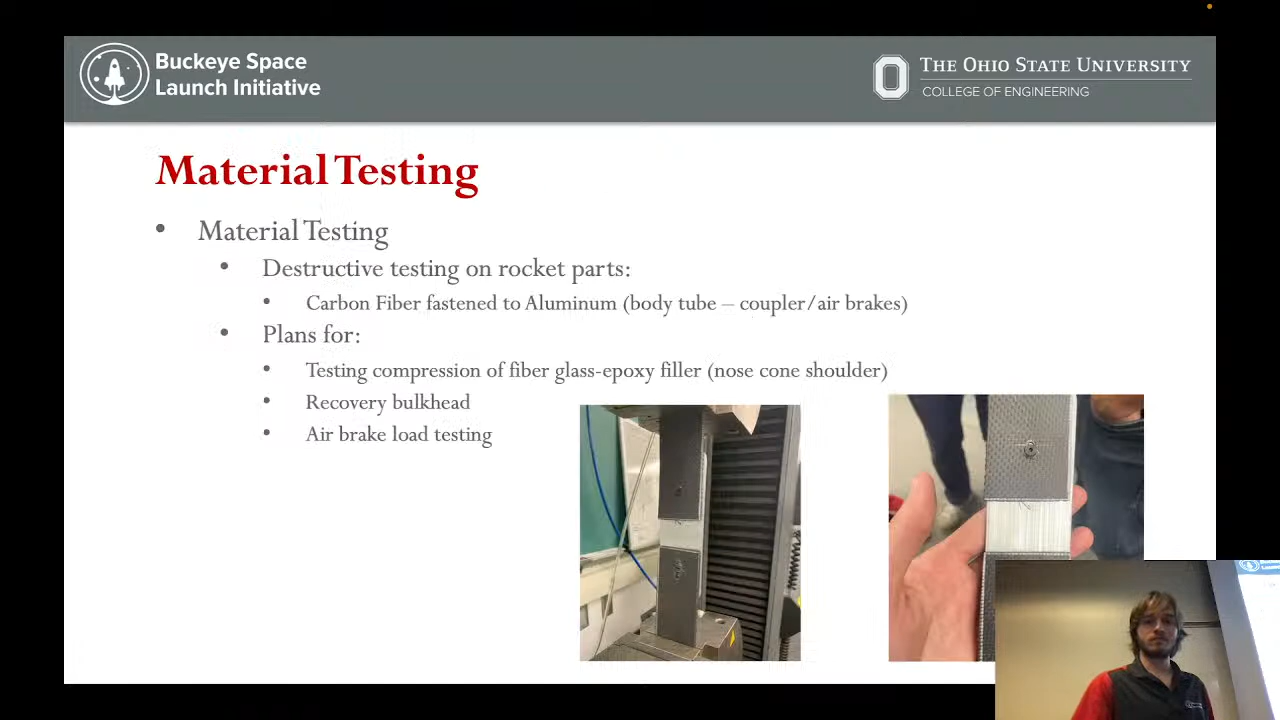 Buckeye Space
Launch Initiative
THE OHIO STATE UNIVERSITY
COLLEGE OF ENGINEERING
Material Testing
• Material Testing
• Destructive testing on rocket parts:
• Carbon Fiber fastened to Aluminum (body tube – coupler/air brakes)
• Plans for:
• Testing compression of fiber glass-epoxy filler (nose cone shoulder)
• Recovery bulkhead
• Air brake load testing